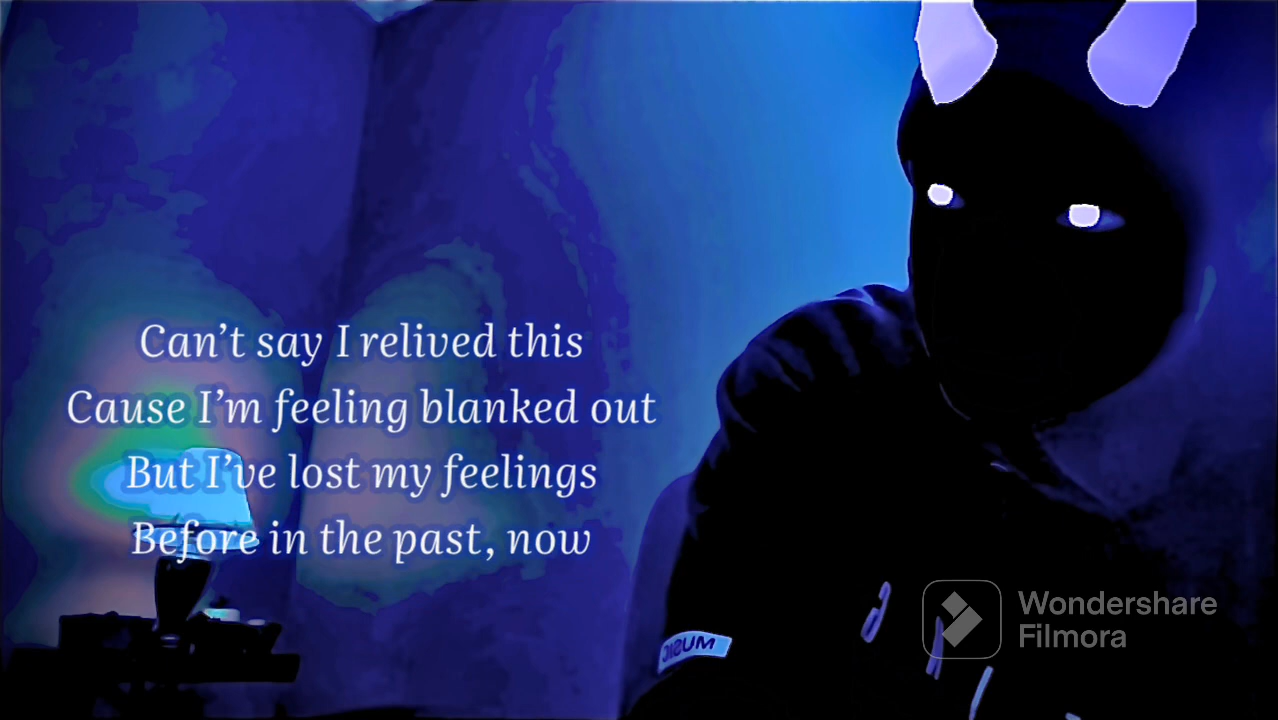 Can’t say I relived this
Cause I’m feeling blanked out
But I’ve lost my feelings
Before in the past, now
MUSIC
Wondershare
Filmora